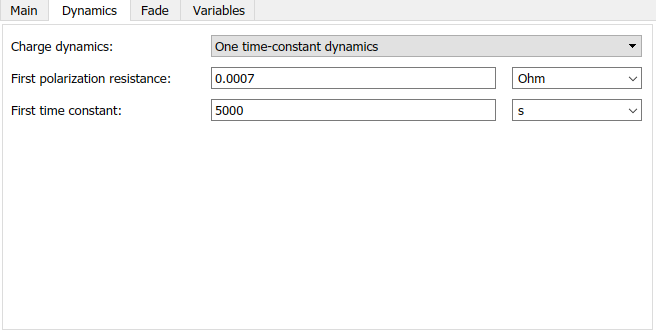 Main Dynamics Fade Variables
Charge dynamics: One time-constant dynamics
First polarization resistance: 0.0007 Ohm
First time constant: 5000 s